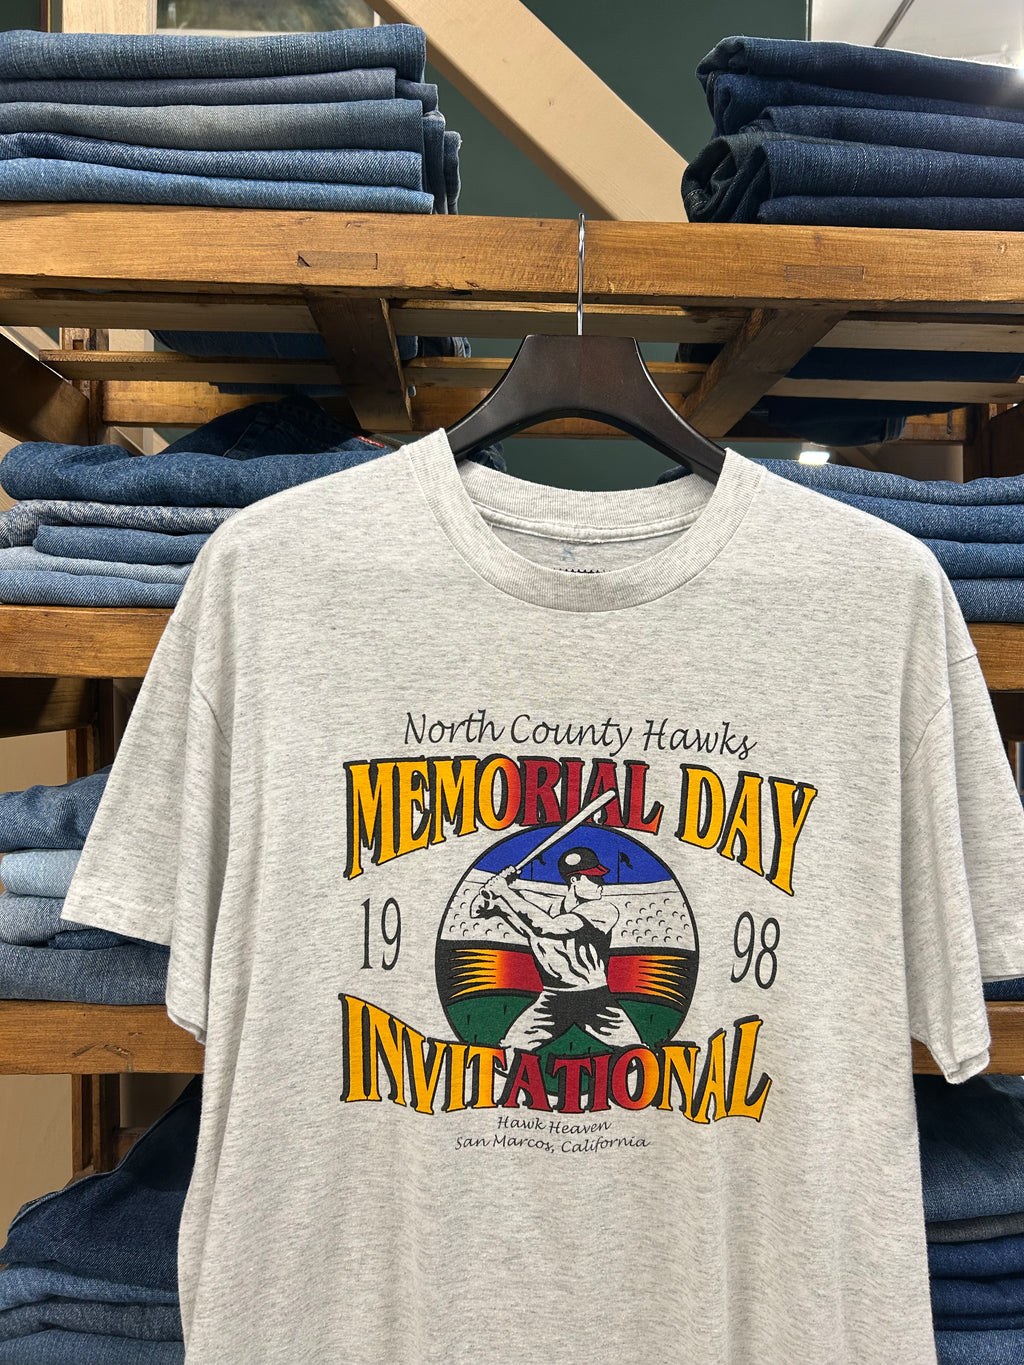 North County Hawks
MEMORIAL DAY
19 98
INVITATIONAL
Hawk Heaven
San Marcos, California